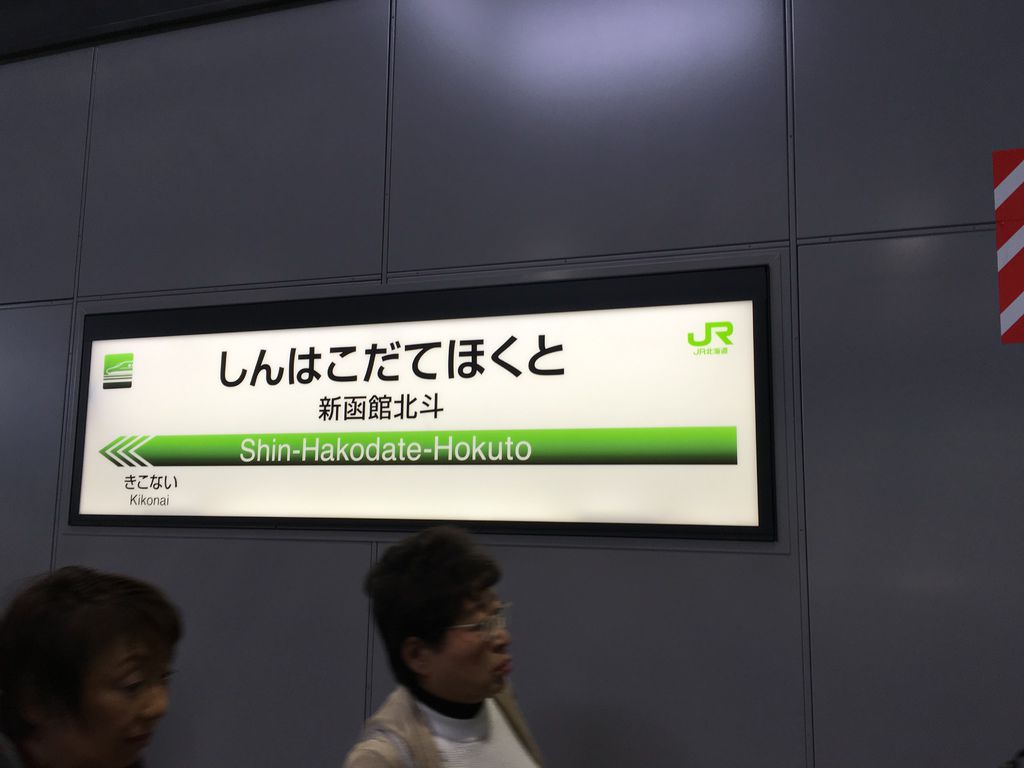 しんはこだてほくと
JR
JR北海道
新函館北斗
Shin-Hakodate-Hokuto
きこない
Kikonai